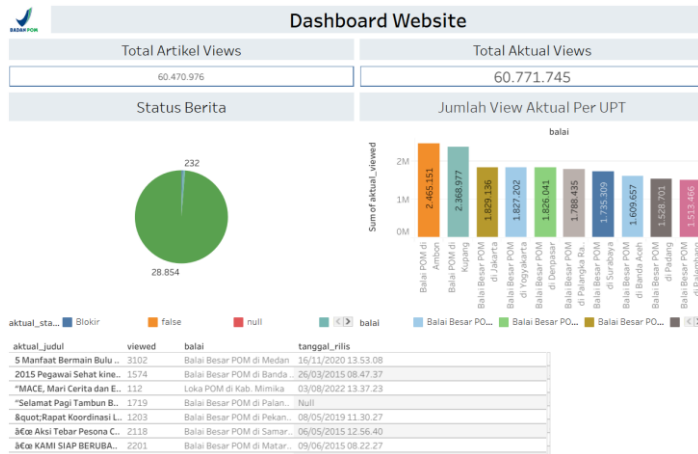 BADAN POM
Dashboard Website
Total Artikel Views
Total Aktual Views
60.470.976
60.771.745
Status Berita
Jumlah View Aktual Per UPT
balai
232
28.854
Sum of aktual_viewed
2M
1M
0M
2.465.151
2.368.977
1.829.136
1.827.202
1.826.041
1.788.435
1.735.309
1.609.657
1.528.701
1.513.466
Balai POM di
Ambon
Balai POM di
Kupang
Balai Besar POM
di Jakarta
Balai Besar POM
di Yogyakarta
Balai Besar POM
di Denpasar
Balai Besar POM
di Palangka Ra..
Balai Besar POM
di Surabaya
Balai Besar POM
di Banda Aceh
Balai Besar POM
di Padang
Balai Besar POM
di Palembang
aktual_sta... Blokir false null
balai Balai Besar PO... Balai Besar PO... Balai Besar PO...
aktual_judul viewed balai tanggal_rilis
5 Manfaat Bermain Bulu .. 3102 Balai Besar POM di Medan 16/11/2020 13.53.08
2015 Pegawai Sehat kine.. 1574 Balai Besar POM di Banda .. 26/03/2015 08.47.37
“MACE, Mari Cerita dan E.. 112 Loka POM di Kab. Mimika 03/08/2022 13.37.23
“Selamat Pagi Tambun B.. 1719 Balai Besar POM di Palan.. Null
&quot;Rapat Koordinasi L.. 1203 Balai Besar POM di Pekan.. 08/05/2019 11.30.27
â€œ Aksi Tebar Pesona C.. 2118 Balai Besar POM di Samar.. 06/05/2015 12.56.40
â€œ KAMI SIAP BERUBA.. 2201 Balai Besar POM di Matar.. 09/06/2015 08.22.27